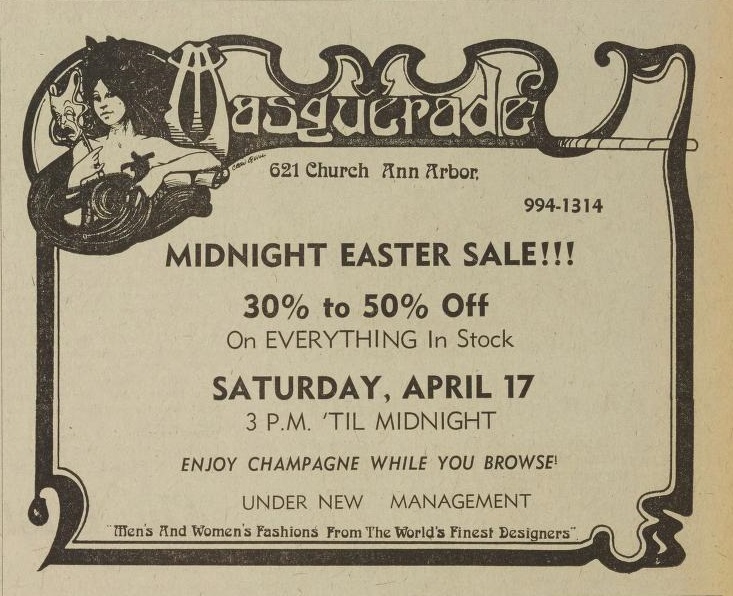 Masquerade
621 Church Ann Arbor,
994-1314
MIDNIGHT EASTER SALE!!!
30% to 50% Off
On EVERYTHING In Stock
SATURDAY, APRIL 17
3 P.M. 'TIL MIDNIGHT
ENJOY CHAMPAGNE WHILE YOU BROWSE!
UNDER NEW MANAGEMENT
"Men's And Women's Fashions From The World's Finest Designers".